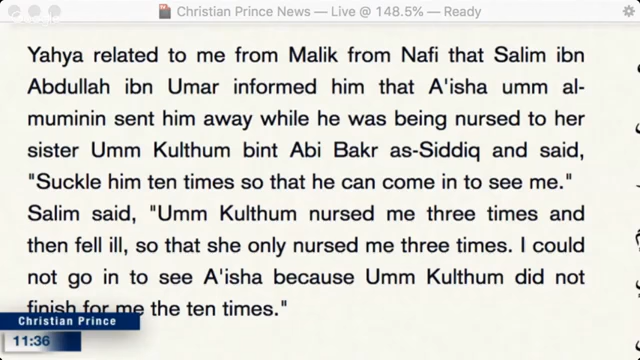 Christian Prince News — Live @ 148.5% — Ready
Yahya related to me from Malik from Nafi that Salim ibn
Abdullah ibn Umar informed him that A'isha umm al-
muminin sent him away while he was being nursed to her
sister Umm Kulthum bint Abi Bakr as-Siddiq and said,
"Suckle him ten times so that he can come in to see me."
Salim said, "Umm Kulthum nursed me three times and
then fell ill, so that she only nursed me three times. I could
not go in to see A'isha because Umm Kulthum did not
finish for me the ten times."
Christian Prince
11:36